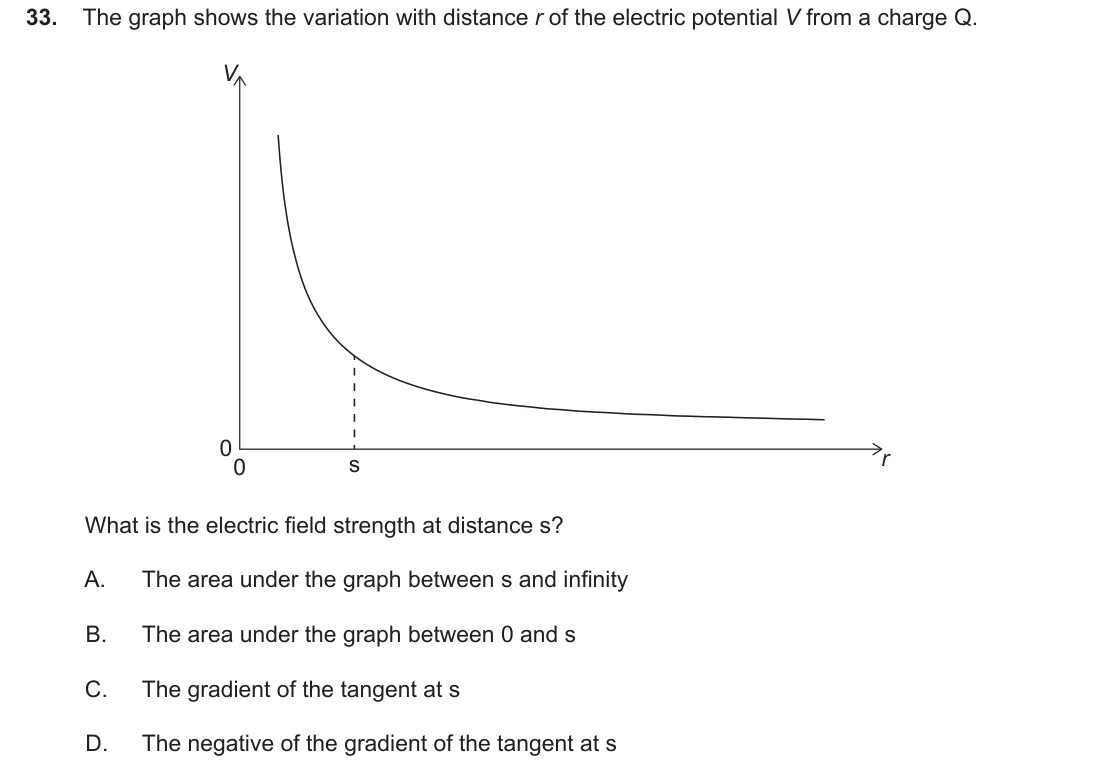 33. The graph shows the variation with distance r of the electric potential V from a charge Q.
V
0
0
s
r
What is the electric field strength at distance s?
A. The area under the graph between s and infinity
B. The area under the graph between 0 and s
C. The gradient of the tangent at s
D. The negative of the gradient of the tangent at s